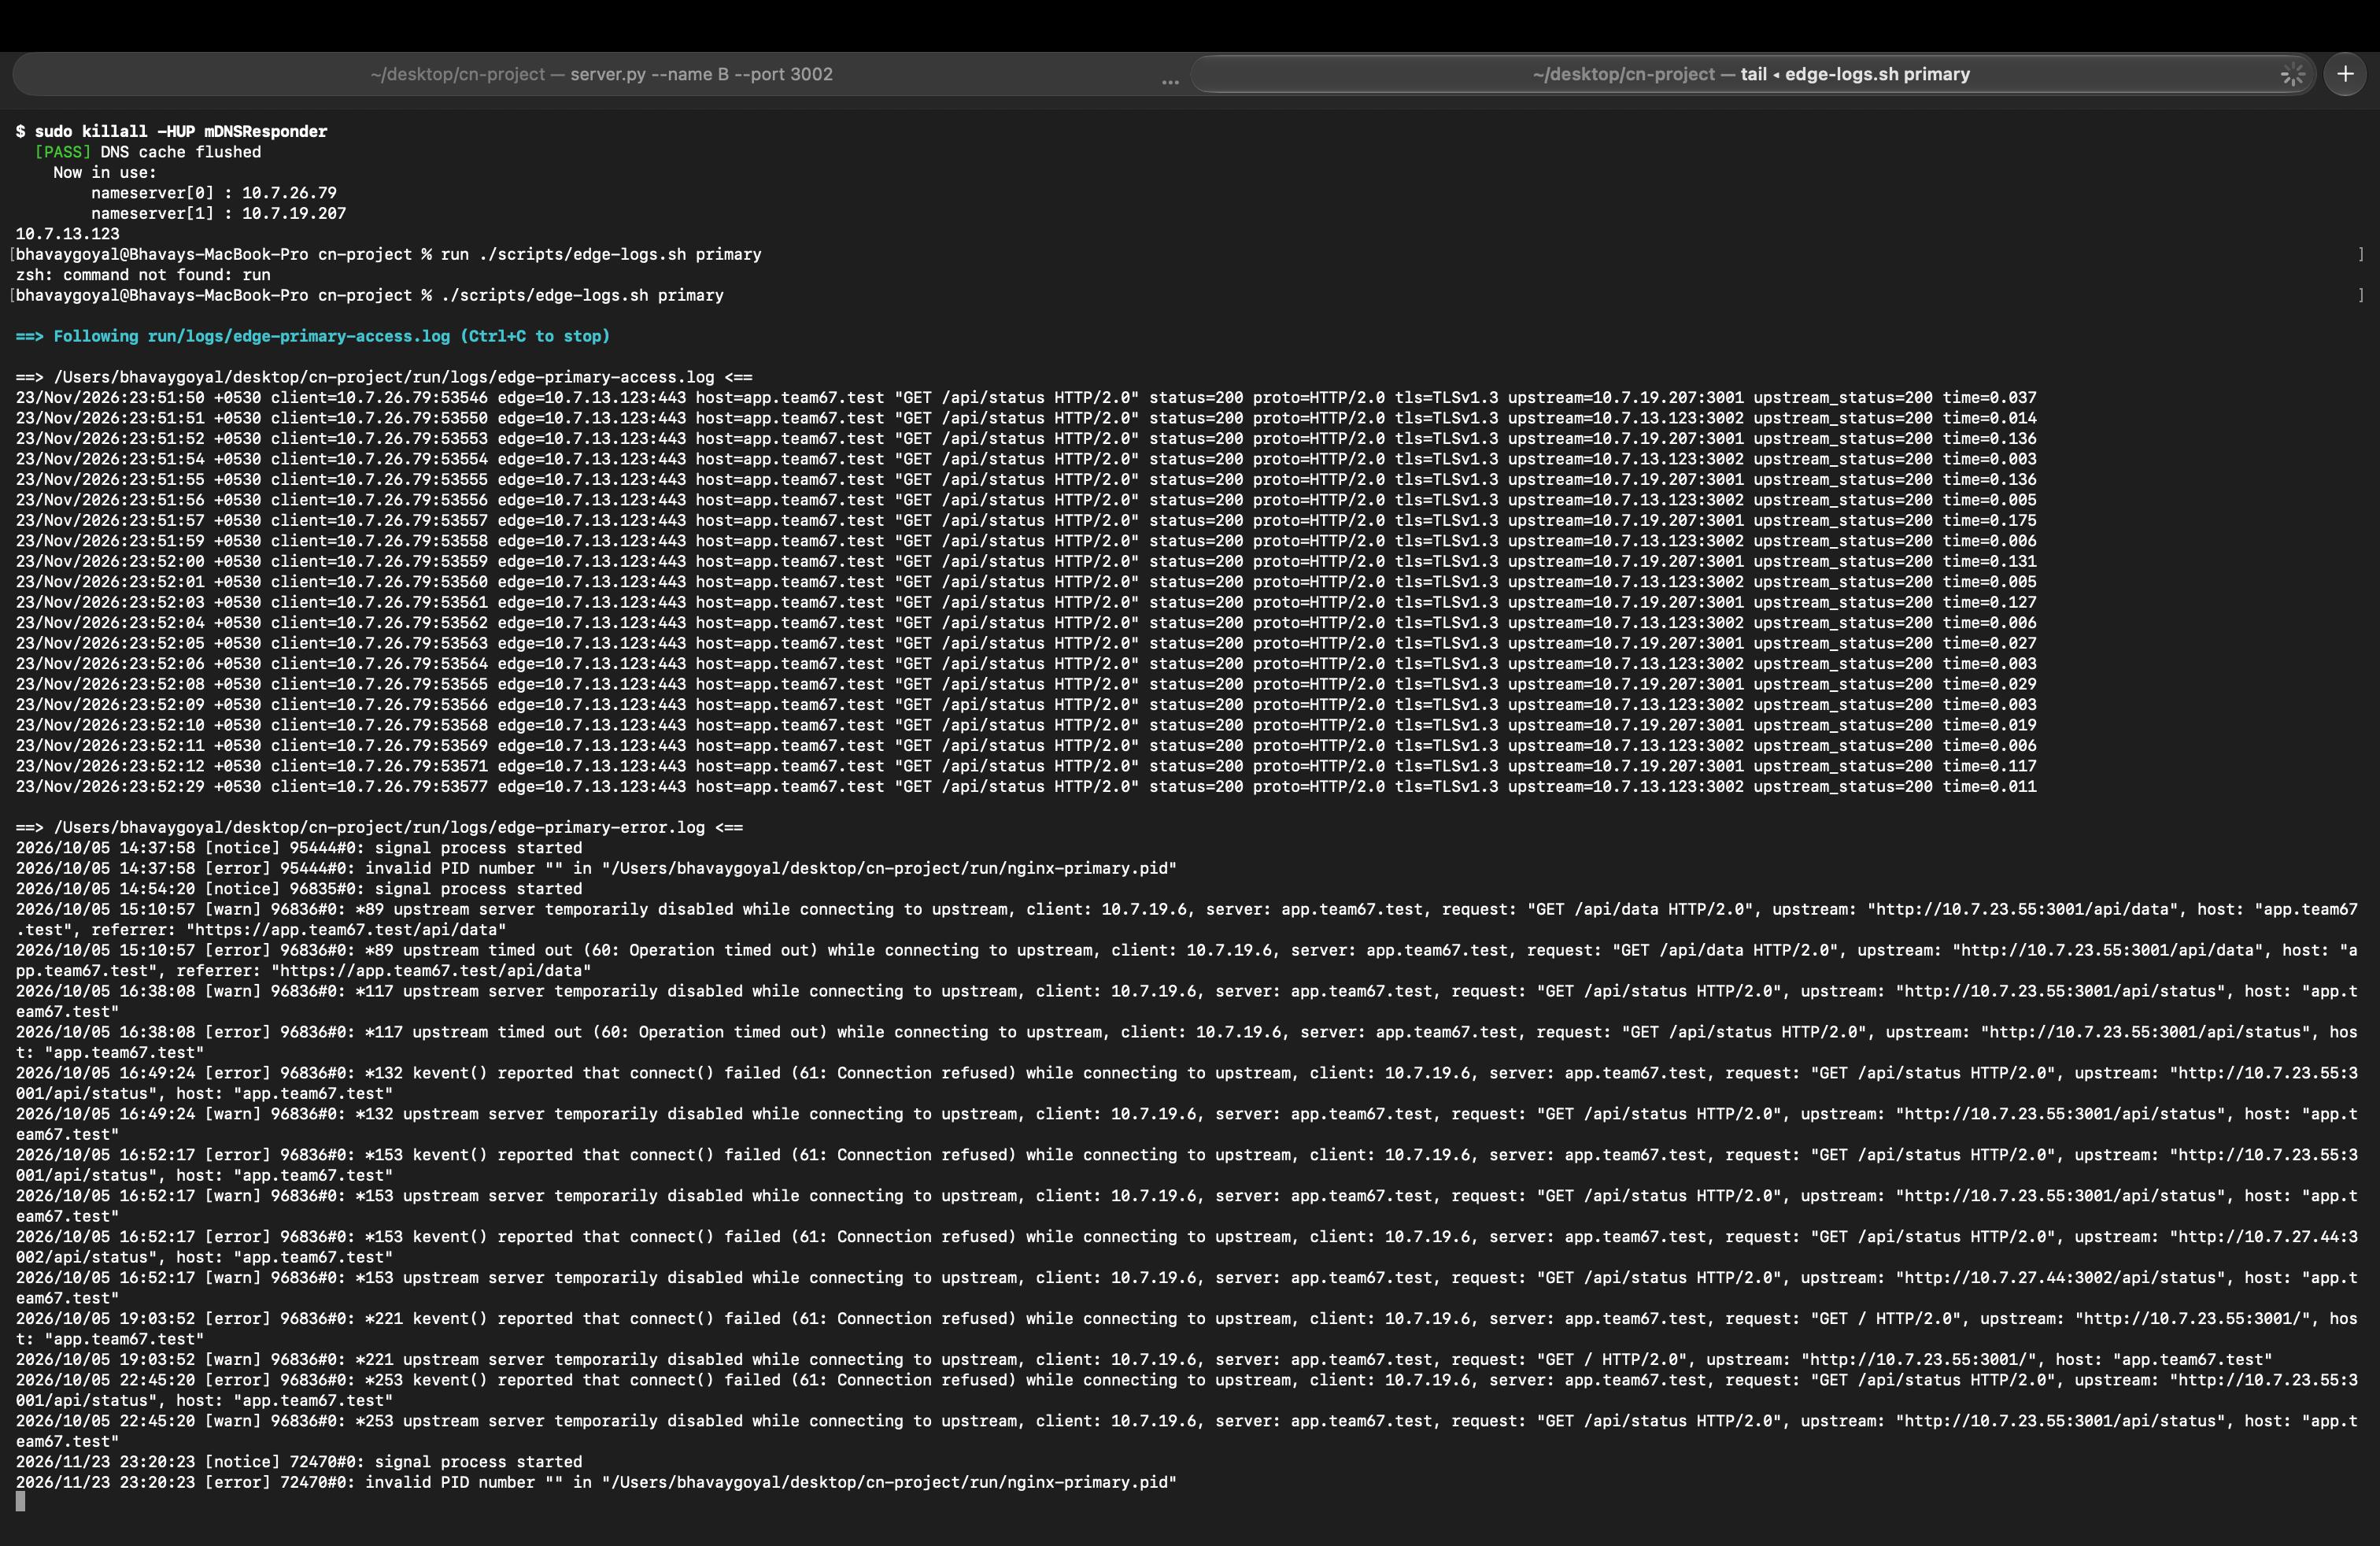 ~/desktop/cn-project — server.py --name B --port 3002
...
~/desktop/cn-project — tail ◂ edge-logs.sh primary
+
$ sudo killall -HUP mDNSResponder
[PASS] DNS cache flushed
Now in use:
nameserver[0] : 10.7.26.79
nameserver[1] : 10.7.19.207
10.7.13.123
[bhavaygoyal@Bhavays-MacBook-Pro cn-project % run ./scripts/edge-logs.sh primary ]
zsh: command not found: run
[bhavaygoyal@Bhavays-MacBook-Pro cn-project % ./scripts/edge-logs.sh primary ]
==> Following run/logs/edge-primary-access.log (Ctrl+C to stop)
==> /Users/bhavaygoyal/desktop/cn-project/run/logs/edge-primary-access.log <==
23/Nov/2026:23:51:50 +0530 client=10.7.26.79:53546 edge=10.7.13.123:443 host=app.team67.test "GET /api/status HTTP/2.0" status=200 proto=HTTP/2.0 tls=TLSv1.3 upstream=10.7.19.207:3001 upstream_status=200 time=0.037
23/Nov/2026:23:51:51 +0530 client=10.7.26.79:53550 edge=10.7.13.123:443 host=app.team67.test "GET /api/status HTTP/2.0" status=200 proto=HTTP/2.0 tls=TLSv1.3 upstream=10.7.13.123:3002 upstream_status=200 time=0.014
23/Nov/2026:23:51:52 +0530 client=10.7.26.79:53553 edge=10.7.13.123:443 host=app.team67.test "GET /api/status HTTP/2.0" status=200 proto=HTTP/2.0 tls=TLSv1.3 upstream=10.7.19.207:3001 upstream_status=200 time=0.136
23/Nov/2026:23:51:54 +0530 client=10.7.26.79:53554 edge=10.7.13.123:443 host=app.team67.test "GET /api/status HTTP/2.0" status=200 proto=HTTP/2.0 tls=TLSv1.3 upstream=10.7.13.123:3002 upstream_status=200 time=0.003
23/Nov/2026:23:51:55 +0530 client=10.7.26.79:53555 edge=10.7.13.123:443 host=app.team67.test "GET /api/status HTTP/2.0" status=200 proto=HTTP/2.0 tls=TLSv1.3 upstream=10.7.19.207:3001 upstream_status=200 time=0.136
23/Nov/2026:23:51:56 +0530 client=10.7.26.79:53556 edge=10.7.13.123:443 host=app.team67.test "GET /api/status HTTP/2.0" status=200 proto=HTTP/2.0 tls=TLSv1.3 upstream=10.7.13.123:3002 upstream_status=200 time=0.005
23/Nov/2026:23:51:57 +0530 client=10.7.26.79:53557 edge=10.7.13.123:443 host=app.team67.test "GET /api/status HTTP/2.0" status=200 proto=HTTP/2.0 tls=TLSv1.3 upstream=10.7.19.207:3001 upstream_status=200 time=0.175
23/Nov/2026:23:51:59 +0530 client=10.7.26.79:53558 edge=10.7.13.123:443 host=app.team67.test "GET /api/status HTTP/2.0" status=200 proto=HTTP/2.0 tls=TLSv1.3 upstream=10.7.13.123:3002 upstream_status=200 time=0.006
23/Nov/2026:23:52:00 +0530 client=10.7.26.79:53559 edge=10.7.13.123:443 host=app.team67.test "GET /api/status HTTP/2.0" status=200 proto=HTTP/2.0 tls=TLSv1.3 upstream=10.7.19.207:3001 upstream_status=200 time=0.131
23/Nov/2026:23:52:01 +0530 client=10.7.26.79:53560 edge=10.7.13.123:443 host=app.team67.test "GET /api/status HTTP/2.0" status=200 proto=HTTP/2.0 tls=TLSv1.3 upstream=10.7.13.123:3002 upstream_status=200 time=0.005
23/Nov/2026:23:52:03 +0530 client=10.7.26.79:53561 edge=10.7.13.123:443 host=app.team67.test "GET /api/status HTTP/2.0" status=200 proto=HTTP/2.0 tls=TLSv1.3 upstream=10.7.19.207:3001 upstream_status=200 time=0.127
23/Nov/2026:23:52:04 +0530 client=10.7.26.79:53562 edge=10.7.13.123:443 host=app.team67.test "GET /api/status HTTP/2.0" status=200 proto=HTTP/2.0 tls=TLSv1.3 upstream=10.7.13.123:3002 upstream_status=200 time=0.006
23/Nov/2026:23:52:05 +0530 client=10.7.26.79:53563 edge=10.7.13.123:443 host=app.team67.test "GET /api/status HTTP/2.0" status=200 proto=HTTP/2.0 tls=TLSv1.3 upstream=10.7.19.207:3001 upstream_status=200 time=0.027
23/Nov/2026:23:52:06 +0530 client=10.7.26.79:53564 edge=10.7.13.123:443 host=app.team67.test "GET /api/status HTTP/2.0" status=200 proto=HTTP/2.0 tls=TLSv1.3 upstream=10.7.13.123:3002 upstream_status=200 time=0.003
23/Nov/2026:23:52:08 +0530 client=10.7.26.79:53565 edge=10.7.13.123:443 host=app.team67.test "GET /api/status HTTP/2.0" status=200 proto=HTTP/2.0 tls=TLSv1.3 upstream=10.7.19.207:3001 upstream_status=200 time=0.029
23/Nov/2026:23:52:09 +0530 client=10.7.26.79:53566 edge=10.7.13.123:443 host=app.team67.test "GET /api/status HTTP/2.0" status=200 proto=HTTP/2.0 tls=TLSv1.3 upstream=10.7.13.123:3002 upstream_status=200 time=0.003
23/Nov/2026:23:52:10 +0530 client=10.7.26.79:53568 edge=10.7.13.123:443 host=app.team67.test "GET /api/status HTTP/2.0" status=200 proto=HTTP/2.0 tls=TLSv1.3 upstream=10.7.19.207:3001 upstream_status=200 time=0.019
23/Nov/2026:23:52:11 +0530 client=10.7.26.79:53569 edge=10.7.13.123:443 host=app.team67.test "GET /api/status HTTP/2.0" status=200 proto=HTTP/2.0 tls=TLSv1.3 upstream=10.7.13.123:3002 upstream_status=200 time=0.006
23/Nov/2026:23:52:12 +0530 client=10.7.26.79:53571 edge=10.7.13.123:443 host=app.team67.test "GET /api/status HTTP/2.0" status=200 proto=HTTP/2.0 tls=TLSv1.3 upstream=10.7.19.207:3001 upstream_status=200 time=0.117
23/Nov/2026:23:52:29 +0530 client=10.7.26.79:53577 edge=10.7.13.123:443 host=app.team67.test "GET /api/status HTTP/2.0" status=200 proto=HTTP/2.0 tls=TLSv1.3 upstream=10.7.13.123:3002 upstream_status=200 time=0.011
==> /Users/bhavaygoyal/desktop/cn-project/run/logs/edge-primary-error.log <==
2026/10/05 14:37:58 [notice] 95444#0: signal process started
2026/10/05 14:37:58 [error] 95444#0: invalid PID number "" in "/Users/bhavaygoyal/desktop/cn-project/run/nginx-primary.pid"
2026/10/05 14:54:20 [notice] 96835#0: signal process started
2026/10/05 15:10:57 [warn] 96836#0: *89 upstream server temporarily disabled while connecting to upstream, client: 10.7.19.6, server: app.team67.test, request: "GET /api/data HTTP/2.0", upstream: "http://10.7.23.55:3001/api/data", host: "app.team67
.test", referrer: "https://app.team67.test/api/data"
2026/10/05 15:10:57 [error] 96836#0: *89 upstream timed out (60: Operation timed out) while connecting to upstream, client: 10.7.19.6, server: app.team67.test, request: "GET /api/data HTTP/2.0", upstream: "http://10.7.23.55:3001/api/data", host: "a
pp.team67.test", referrer: "https://app.team67.test/api/data"
2026/10/05 16:38:08 [warn] 96836#0: *117 upstream server temporarily disabled while connecting to upstream, client: 10.7.19.6, server: app.team67.test, request: "GET /api/status HTTP/2.0", upstream: "http://10.7.23.55:3001/api/status", host: "app.t
eam67.test"
2026/10/05 16:38:08 [error] 96836#0: *117 upstream timed out (60: Operation timed out) while connecting to upstream, client: 10.7.19.6, server: app.team67.test, request: "GET /api/status HTTP/2.0", upstream: "http://10.7.23.55:3001/api/status", hos
t: "app.team67.test"
2026/10/05 16:49:24 [error] 96836#0: *132 kevent() reported that connect() failed (61: Connection refused) while connecting to upstream, client: 10.7.19.6, server: app.team67.test, request: "GET /api/status HTTP/2.0", upstream: "http://10.7.23.55:3
001/api/status", host: "app.team67.test"
2026/10/05 16:49:24 [warn] 96836#0: *132 upstream server temporarily disabled while connecting to upstream, client: 10.7.19.6, server: app.team67.test, request: "GET /api/status HTTP/2.0", upstream: "http://10.7.23.55:3001/api/status", host: "app.t
eam67.test"
2026/10/05 16:52:17 [error] 96836#0: *153 kevent() reported that connect() failed (61: Connection refused) while connecting to upstream, client: 10.7.19.6, server: app.team67.test, request: "GET /api/status HTTP/2.0", upstream: "http://10.7.23.55:3
001/api/status", host: "app.team67.test"
2026/10/05 16:52:17 [warn] 96836#0: *153 upstream server temporarily disabled while connecting to upstream, client: 10.7.19.6, server: app.team67.test, request: "GET /api/status HTTP/2.0", upstream: "http://10.7.23.55:3001/api/status", host: "app.t
eam67.test"
2026/10/05 16:52:17 [error] 96836#0: *153 kevent() reported that connect() failed (61: Connection refused) while connecting to upstream, client: 10.7.19.6, server: app.team67.test, request: "GET /api/status HTTP/2.0", upstream: "http://10.7.27.44:3
002/api/status", host: "app.team67.test"
2026/10/05 16:52:17 [warn] 96836#0: *153 upstream server temporarily disabled while connecting to upstream, client: 10.7.19.6, server: app.team67.test, request: "GET /api/status HTTP/2.0", upstream: "http://10.7.27.44:3002/api/status", host: "app.t
eam67.test"
2026/10/05 19:03:52 [error] 96836#0: *221 kevent() reported that connect() failed (61: Connection refused) while connecting to upstream, client: 10.7.19.6, server: app.team67.test, request: "GET / HTTP/2.0", upstream: "http://10.7.23.55:3001/", hos
t: "app.team67.test"
2026/10/05 19:03:52 [warn] 96836#0: *221 upstream server temporarily disabled while connecting to upstream, client: 10.7.19.6, server: app.team67.test, request: "GET / HTTP/2.0", upstream: "http://10.7.23.55:3001/", host: "app.team67.test"
2026/10/05 22:45:20 [error] 96836#0: *253 kevent() reported that connect() failed (61: Connection refused) while connecting to upstream, client: 10.7.19.6, server: app.team67.test, request: "GET /api/status HTTP/2.0", upstream: "http://10.7.23.55:3
001/api/status", host: "app.team67.test"
2026/10/05 22:45:20 [warn] 96836#0: *253 upstream server temporarily disabled while connecting to upstream, client: 10.7.19.6, server: app.team67.test, request: "GET /api/status HTTP/2.0", upstream: "http://10.7.23.55:3001/api/status", host: "app.t
eam67.test"
2026/11/23 23:20:23 [notice] 72470#0: signal process started
2026/11/23 23:20:23 [error] 72470#0: invalid PID number "" in "/Users/bhavaygoyal/desktop/cn-project/run/nginx-primary.pid"